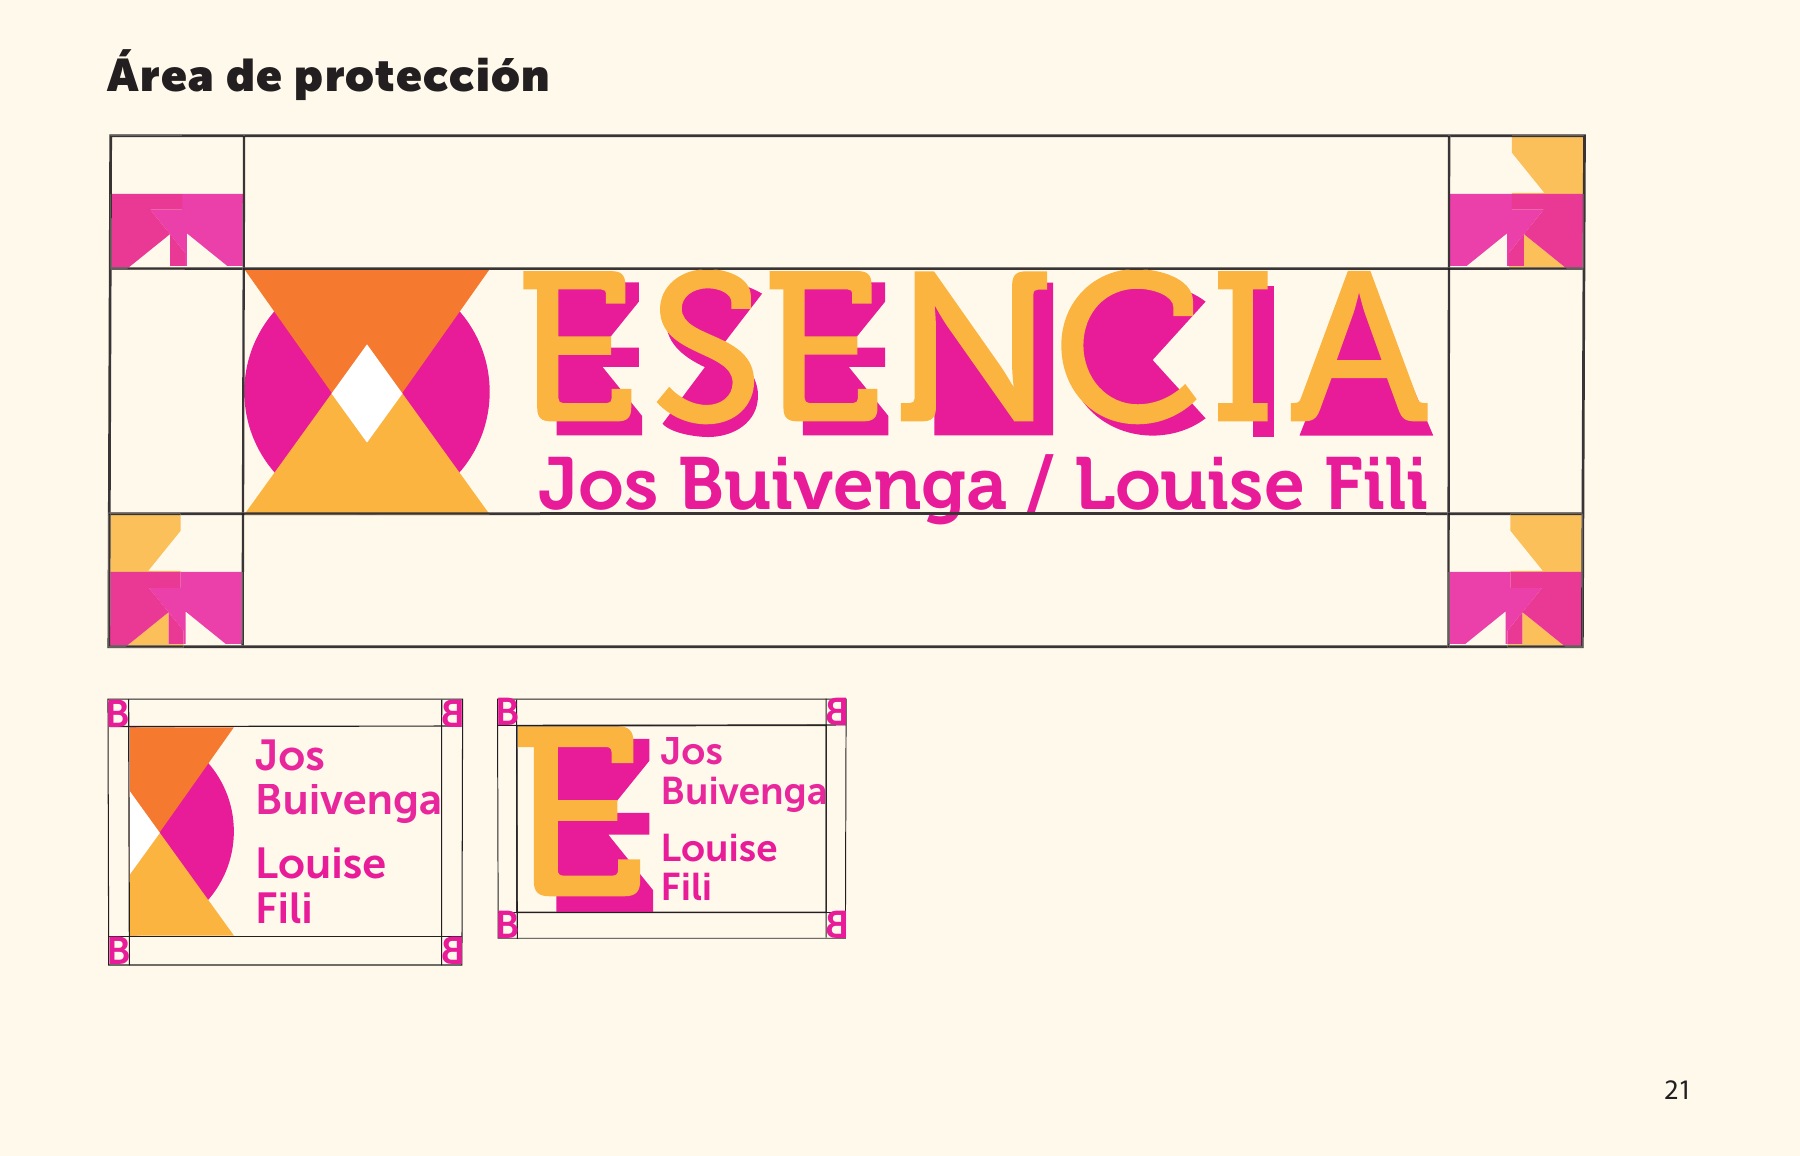 Área de protección
ESENCIA
Jos Buivenga / Louise Fili
B B
Jos
Buivenga
Louise
Fili
B B
B B
Jos
Buivenga
Louise
Fili
B B
21